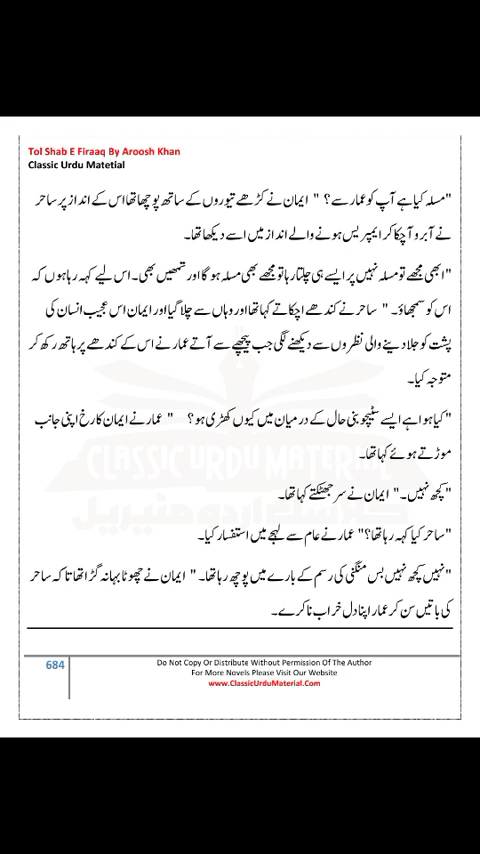 Tol Shab E Firaaq By Aroosh Khan
Classic Urdu Matetial
"مسلہ کیا ہے آپ کو عمار سے؟ " ایمان نے کڑھے تیوروں کے ساتھ پوچھا تھا اس کے انداز پر ساحر
نے آبرو آچکا کر ایمپریس ہونے والے انداز میں اسے دیکھا تھا۔
"ابھی مجھے تو مسلہ نہیں پر ایسے ہی چلتا رہا تو مجھے بھی مسلہ ہو گا اور تمھیں بھی۔ اس لیے کہہ رہا ہوں کہ
اس کو سمجھاؤ۔ " ساحر نے کندھے اچکاتے کہا تھا اور وہاں سے چلا گیا اور ایمان اس عجیب انسان کی
پشت کو جلا دینے والی نظروں سے دیکھنے لگی جب پیچھے سے آتے عمار نے اس کے کندھے پر ہاتھ رکھ کر
متوجہ کیا۔
"کیا ہوا ہے ایسے سٹیچو بنی حال کے درمیان میں کیوں کھڑی ہو؟ " عمار نے ایمان کا رخ اپنی جانب
موڑتے ہوئے کہا تھا۔
CLASSIC URDU MATERIAL
کلاسک اردو مٹیریل
"کچھ نہیں۔ " ایمان نے سر جھٹکتے کہا تھا۔
"ساحر کیا کہہ رہا تھا؟" عمار نے عام سے لہجے میں استفسار کیا۔
"نہیں کچھ نہیں بس منگنی کی رسم کے بارے میں پوچھ رہا تھا۔ " ایمان نے جھوٹا بہانہ گڑا تھا تاکہ ساحر
کی باتیں سن کر عمار اپنا دل خراب نا کرے۔
684
Do Not Copy Or Distribute Without Permission Of The Author
For More Novels Please Visit Our Website
www.ClassicUrduMaterial.Com